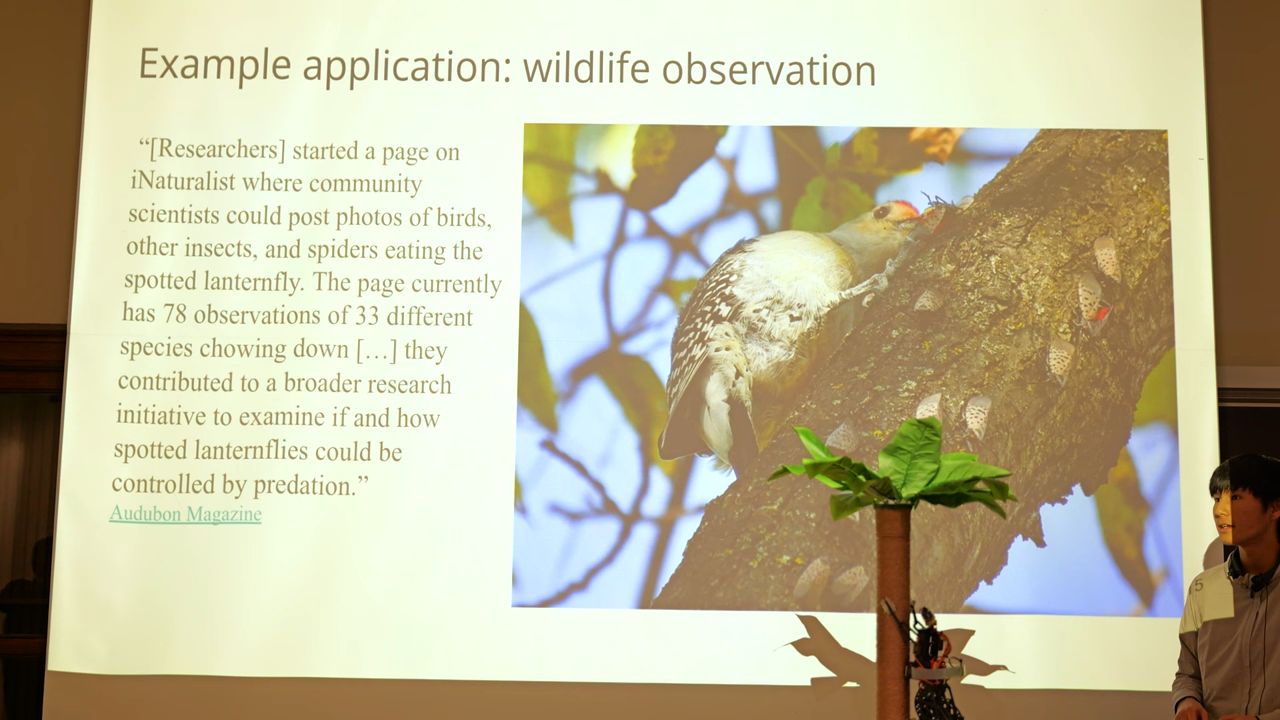 Example application: wildlife observation
“[Researchers] started a page on
iNaturalist where community
scientists could post photos of birds,
other insects, and spiders eating the
spotted lanternfly. The page currently
has 78 observations of 33 different
species chowing down […] they
contributed to a broader research
initiative to examine if and how
spotted lanternflies could be
controlled by predation.”
Audubon Magazine